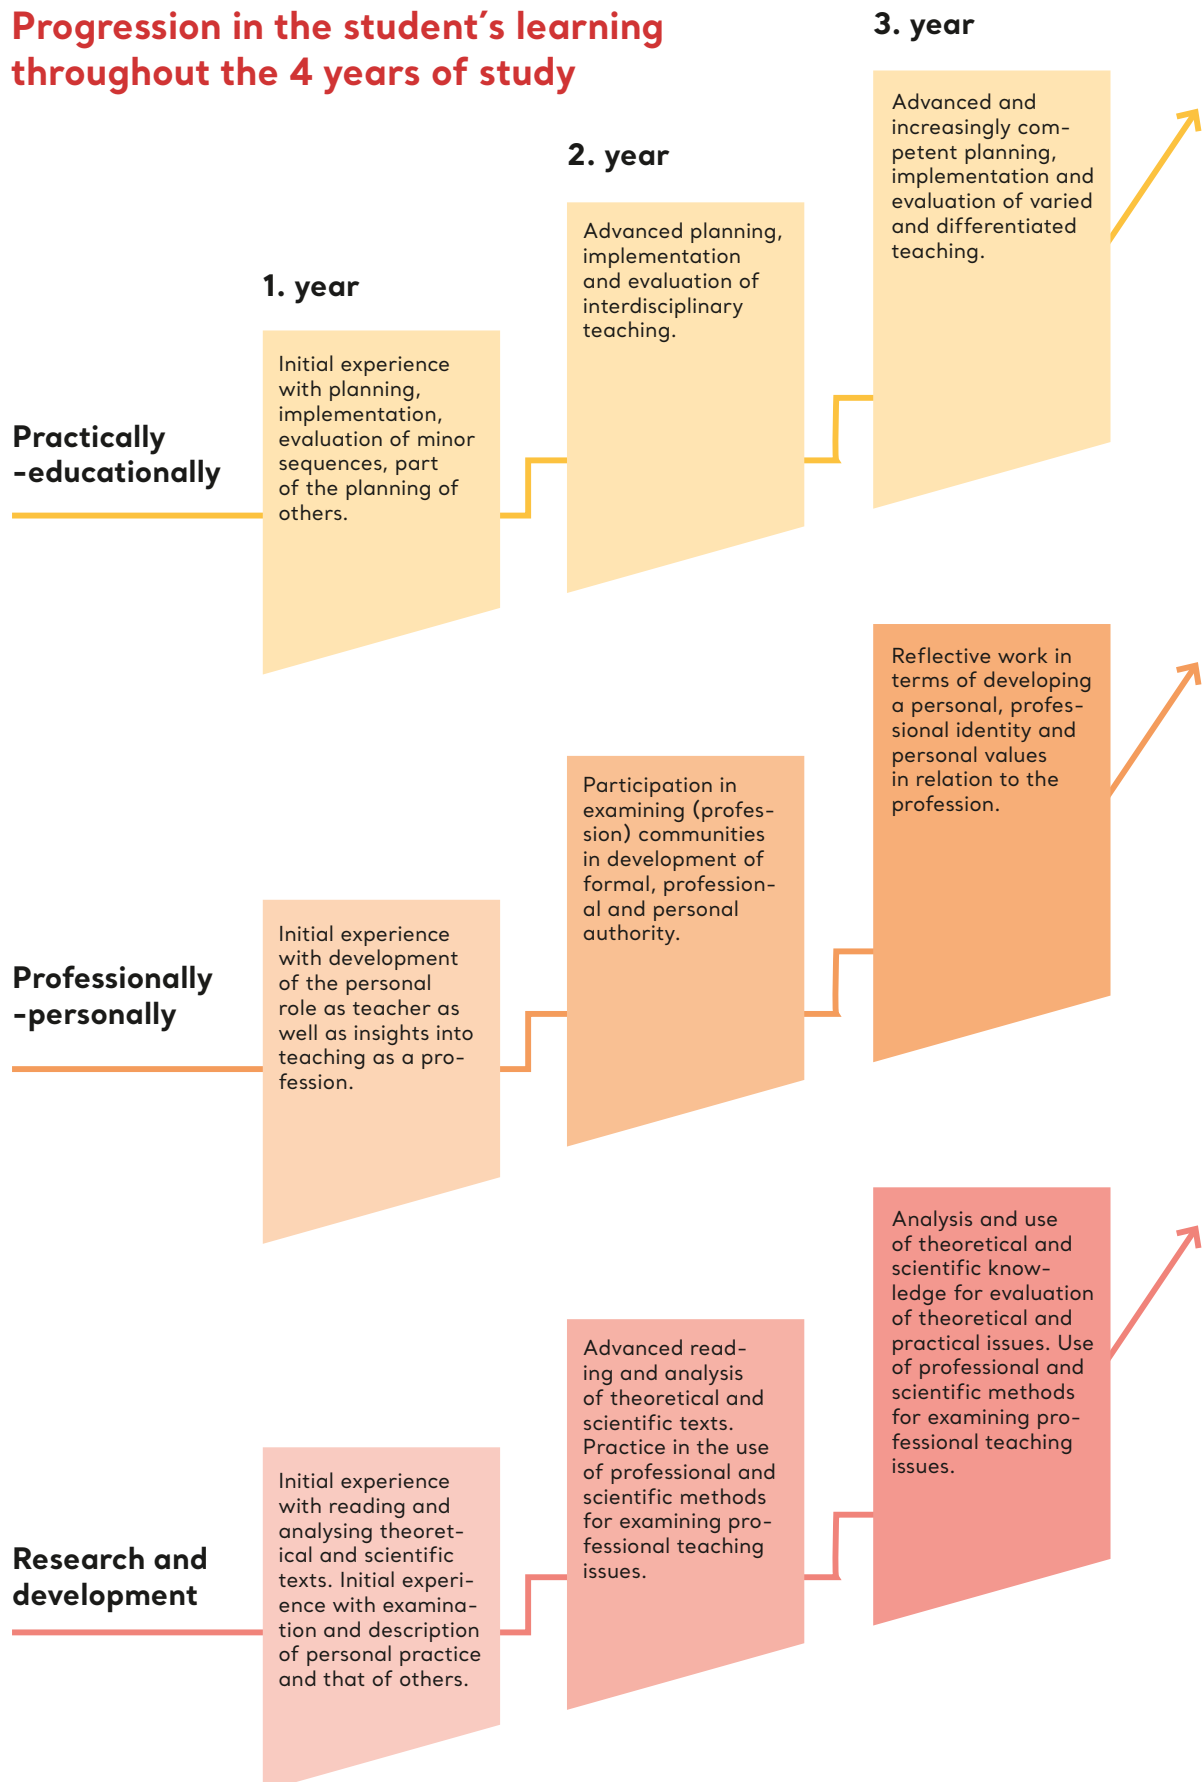 Progression in the student´s learning
throughout the 4 years of study
1. year
2. year
3. year
Practically
-educationally
Initial experience
with planning,
implementation,
evaluation of minor
sequences, part
of the planning of
others.
Advanced planning,
implementation
and evaluation of
interdisciplinary
teaching.
Advanced and
increasingly com-
petent planning,
implementation and
evaluation of varied
and differentiated
teaching.
Professionally
-personally
Initial experience
with development
of the personal
role as teacher as
well as insights into
teaching as a pro-
fession.
Participation in
examining (profes-
sion) communities
in development of
formal, profession-
al and personal
authority.
Reflective work in
terms of developing
a personal, profes-
sional identity and
personal values
in relation to the
profession.
Research and
development
Initial experience
with reading and
analysing theoret-
ical and scientific
texts. Initial experi-
ence with examina-
tion and description
of personal practice
and that of others.
Advanced read-
ing and analysis
of theoretical and
scientific texts.
Practice in the use
of professional and
scientific methods
for examining pro-
fessional teaching
issues.
Analysis and use
of theoretical and
scientific know-
ledge for evaluation
of theoretical and
practical issues. Use
of professional and
scientific methods
for examining pro-
fessional teaching
issues.